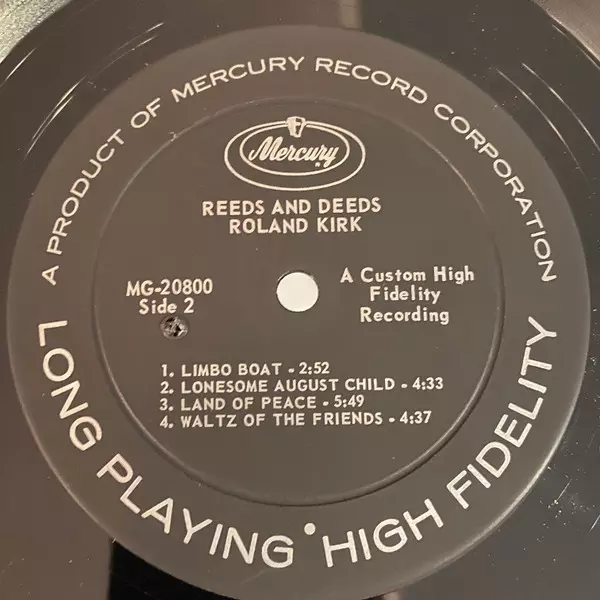 A PRODUCT OF MERCURY RECORD CORPORATION
Mercury
REEDS AND DEEDS
ROLAND KIRK
MG-20800
Side 2
A Custom High
Fidelity
Recording
1. LIMBO BOAT - 2:52
2. LONESOME AUGUST CHILD - 4:33
3. LAND OF PEACE - 5:49
4. WALTZ OF THE FRIENDS - 4:37
LONG PLAYING • HIGH FIDELITY